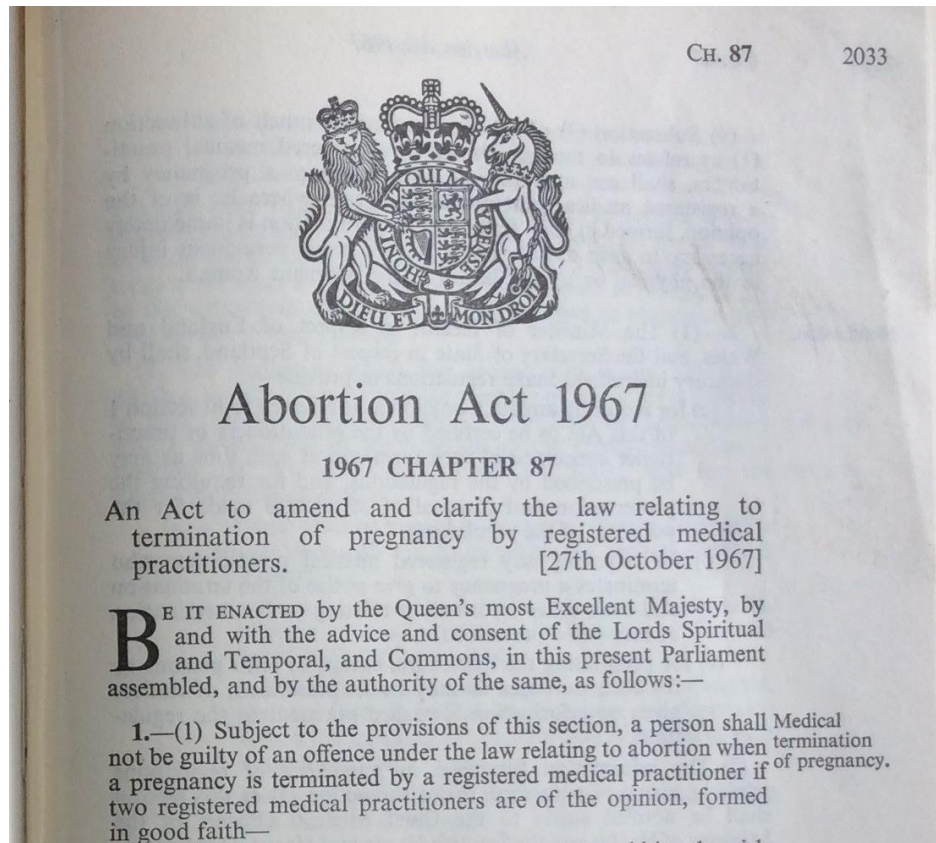 CH. 87 2033
QUI
HONI S
PENSE
DIEU ET MON DROIT
Abortion Act 1967
1967 CHAPTER 87
An Act to amend and clarify the law relating to
termination of pregnancy by registered medical
practitioners. [27th October 1967]
BE IT ENACTED by the Queen's most Excellent Majesty, by
and with the advice and consent of the Lords Spiritual
and Temporal, and Commons, in this present Parliament
assembled, and by the authority of the same, as follows:—
1.—(1) Subject to the provisions of this section, a person shall Medical
not be guilty of an offence under the law relating to abortion when termination
a pregnancy is terminated by a registered medical practitioner if of pregnancy.
two registered medical practitioners are of the opinion, formed
in good faith—